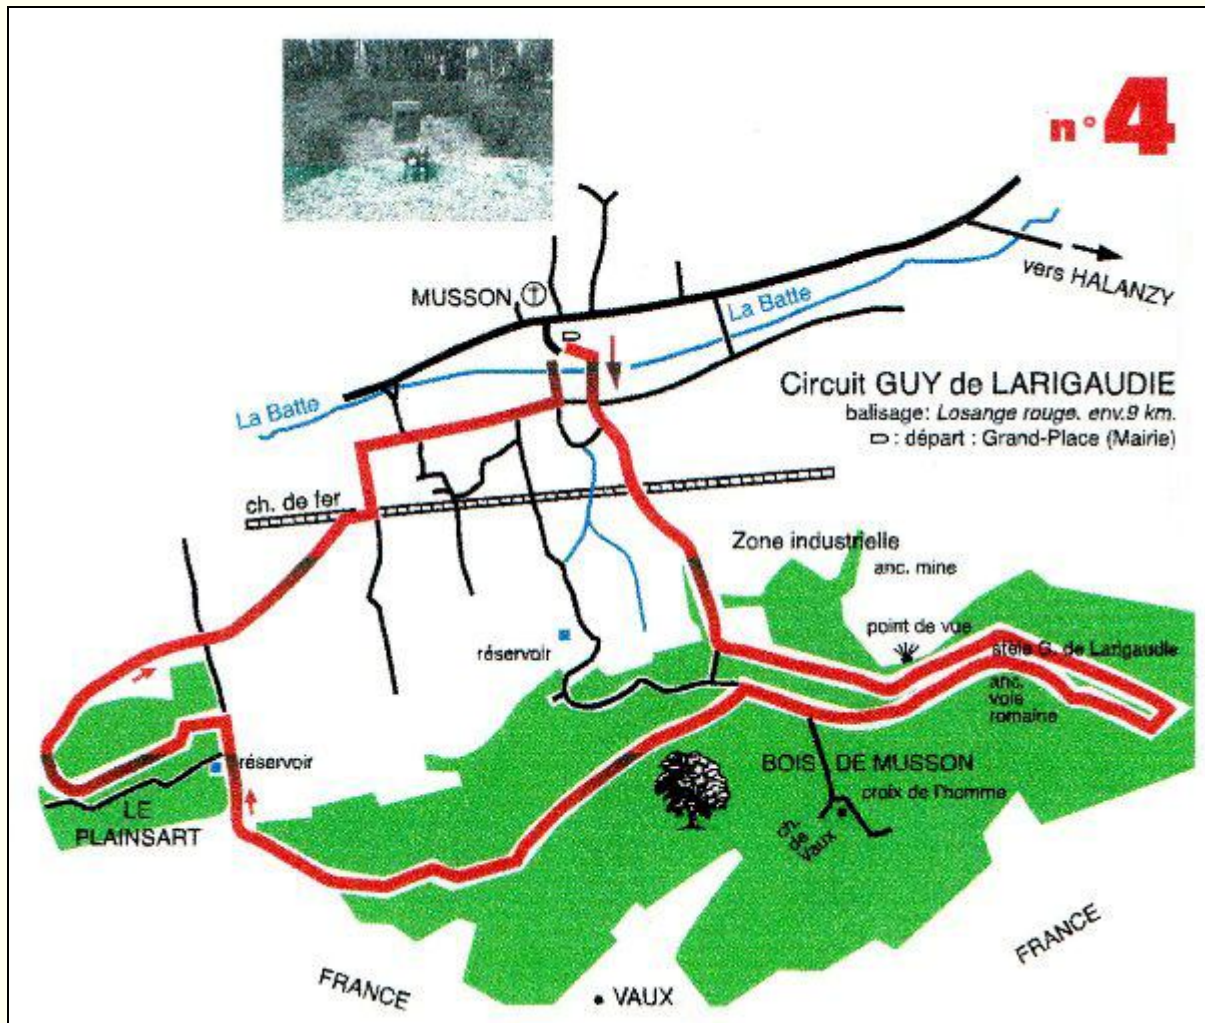 n° 4
MUSSON
La Batte
vers HALANZY
La Batte
Circuit GUY de LARIGAUDIE
balisage: Losange rouge. env.9 km.
: départ : Grand-Place (Mairie)
ch. de fer
Zone industrielle
anc. mine
point de vue
réservoir
stèle G. de Larigaudie
anc.
voie
romaine
réservoir
BOIS DE MUSSON
croix de l'homme
ch.
de
vaux
LE
PLAINSART
FRANCE
FRANCE
VAUX